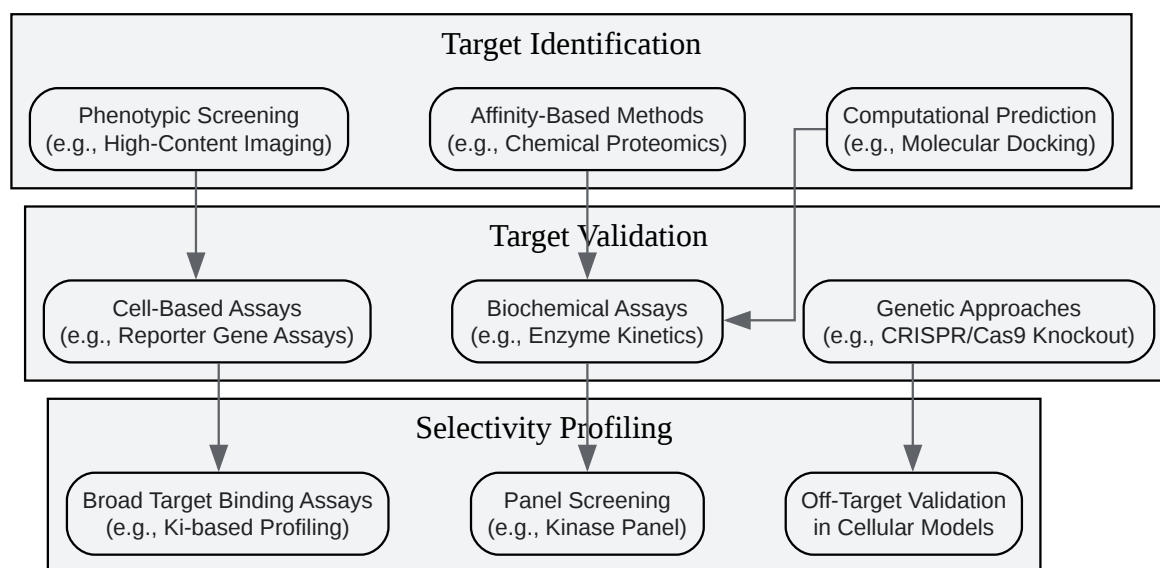 Target Identification
Phenotypic Screening
(e.g., High-Content Imaging)
Affinity-Based Methods
(e.g., Chemical Proteomics)
Computational Prediction
(e.g., Molecular Docking)
Target Validation
Cell-Based Assays
(e.g., Reporter Gene Assays)
Biochemical Assays
(e.g., Enzyme Kinetics)
Genetic Approaches
(e.g., CRISPR/Cas9 Knockout)
Selectivity Profiling
Broad Target Binding Assays
(e.g., Ki-based Profiling)
Panel Screening
(e.g., Kinase Panel)
Off-Target Validation
in Cellular Models